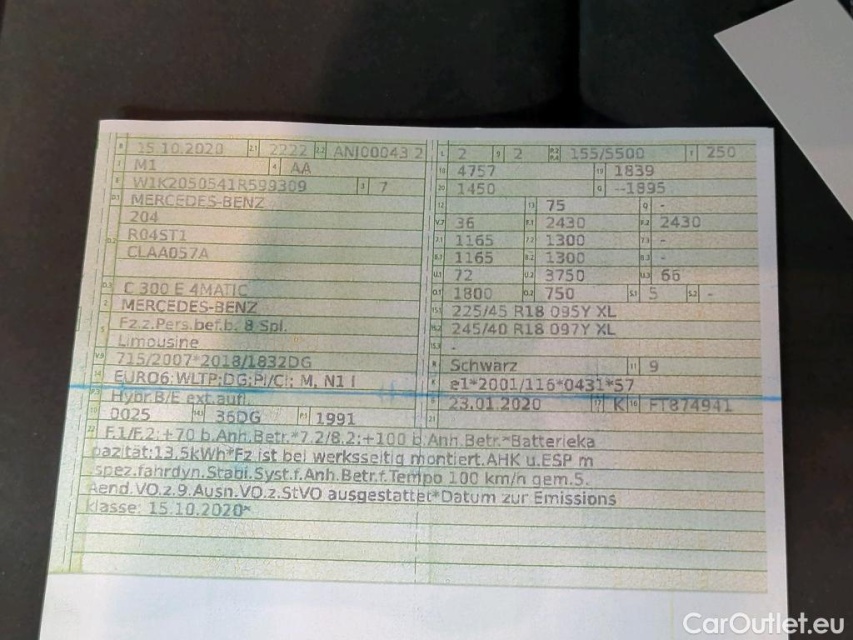 15.10.2020 2222 ANJ00043 2
M1 AA
W1K2050541R599309 7
MERCEDES-BENZ
204
R04ST1
CLAA057A
C 300 E 4MATIC
MERCEDES-BENZ
Fz.z.Pers.bef.b. 8 Spl.
Limousine
715/2007*2018/1832DG
EURO6;WLTP;DG;PI/CI; M, N1 I
Hybr.B/E ext.aufl.
0025 36DG 1991
2 2 155/5500 250
4757 1839
1450 --1895
75 -
36 2430 2430
1165 1300 -
1165 1300 -
72 3750 66
1800 750 5 -
225/45 R18 095Y XL
245/40 R18 097Y XL
-
Schwarz 9
e1*2001/116*0431*57
23.01.2020 K FT874941
F.1/F.2:+70 b.Anh.Betr.*7.2/8.2:+100 b.Anh.Betr.*Batterieka
pazität:13,5kWh*Fz ist bei werksseitig montiert.AHK u.ESP m
spez.fahrdyn.Stabi.Syst.f.Anh.Betr.f.Tempo 100 km/h gem.5.
Aend.VO.z.9.Ausn.VO.z.StVO ausgestattet*Datum zur Emissions
klasse: 15.10.2020*
CarOutlet.eu